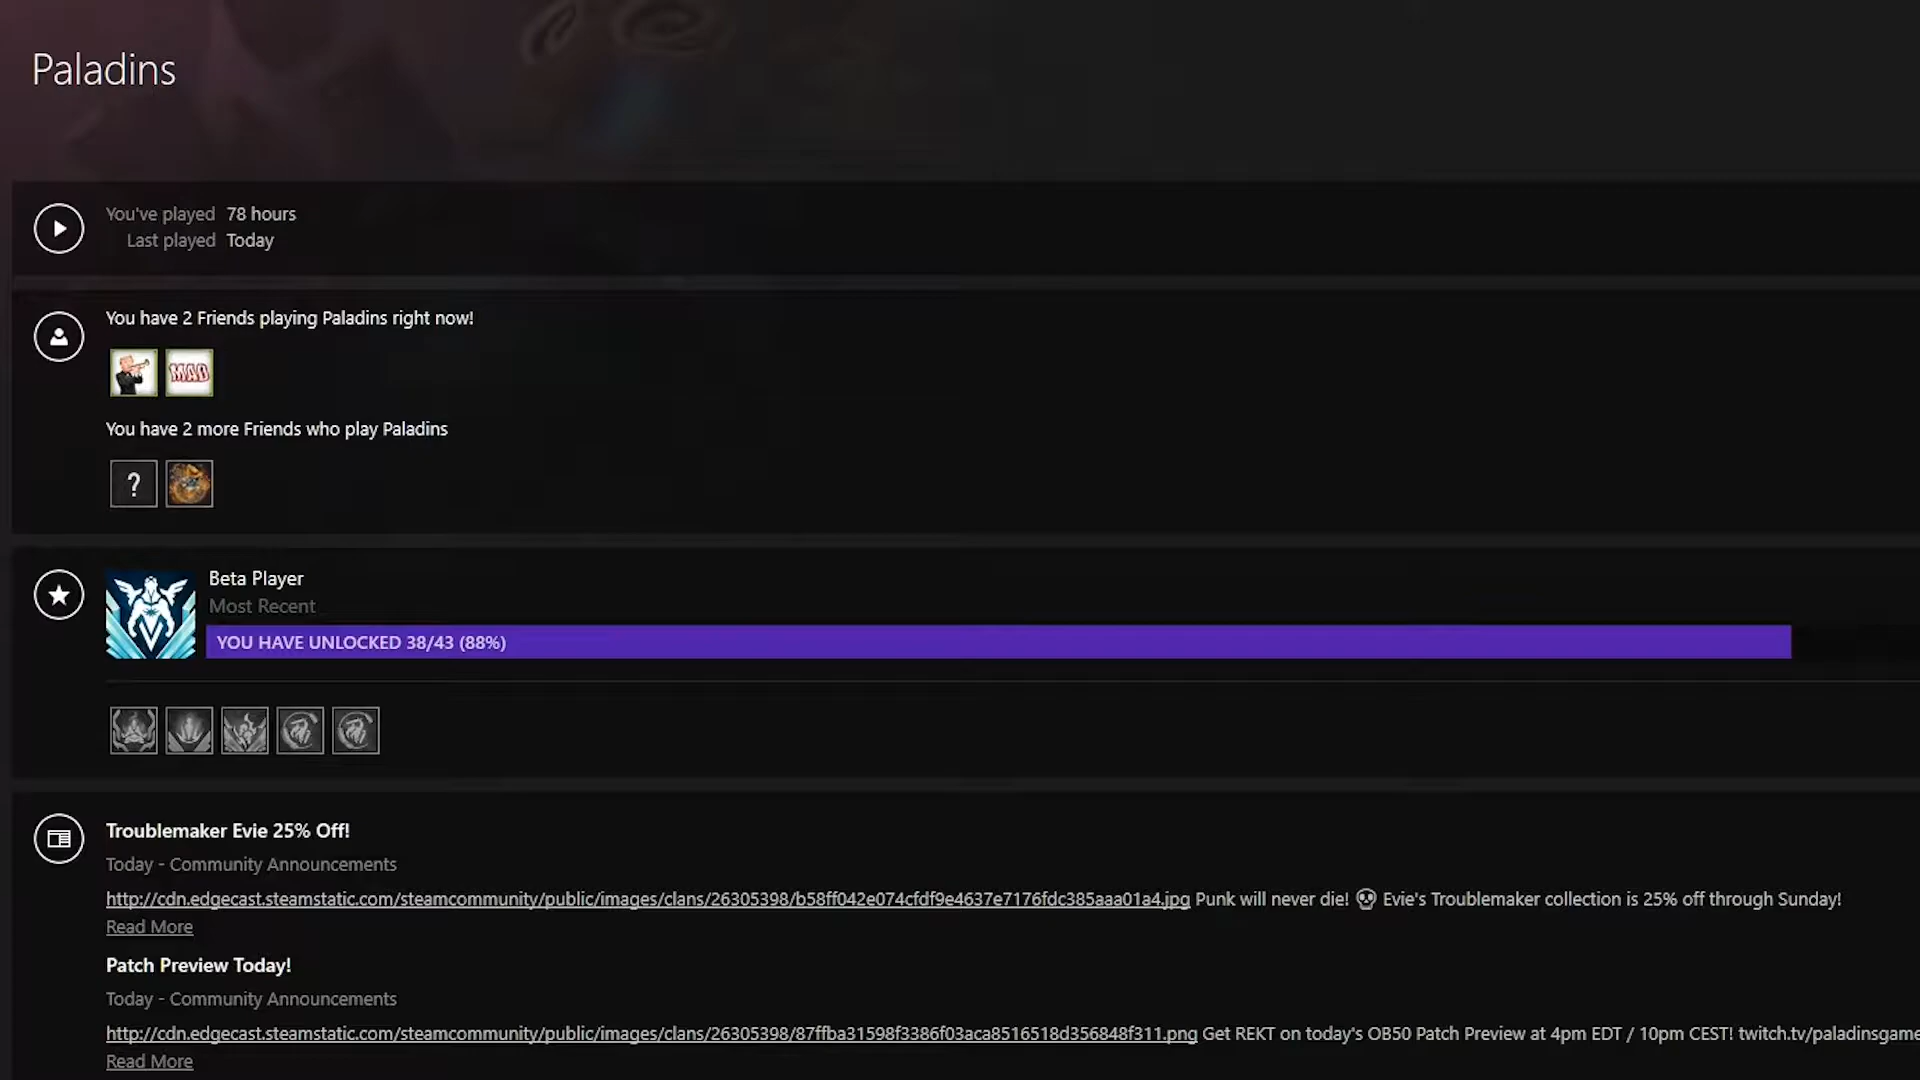 Paladins
You've played 78 hours
Last played Today
You have 2 Friends playing Paladins right now!
MAD
You have 2 more Friends who play Paladins
?
Beta Player
Most Recent
YOU HAVE UNLOCKED 38/43 (88%)
Troublemaker Evie 25% Off!
Today - Community Announcements
http://cdn.edgecast.steamstatic.com/steamcommunity/public/images/clans/26305398/b58ff042e074cfdf9e4637e7176fdc385aaa01a4.jpg Punk will never die! 💀 Evie's Troublemaker collection is 25% off through Sunday!
Read More
Patch Preview Today!
Today - Community Announcements
http://cdn.edgecast.steamstatic.com/steamcommunity/public/images/clans/26305398/87ffba31598f3386f03aca8516518d356848f311.png Get REKT on today's OB50 Patch Preview at 4pm EDT / 10pm CEST! twitch.tv/paladinsgame
Read More